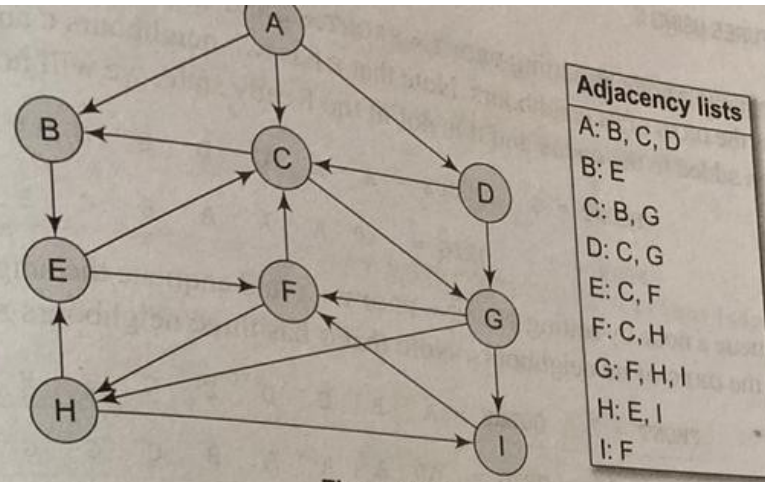 A
B
C
D
E
F
G
H
I
Adjacency lists
A: B, C, D
B: E
C: B, G
D: C, G
E: C, F
F: C, H
G: F, H, I
H: E, I
I: F